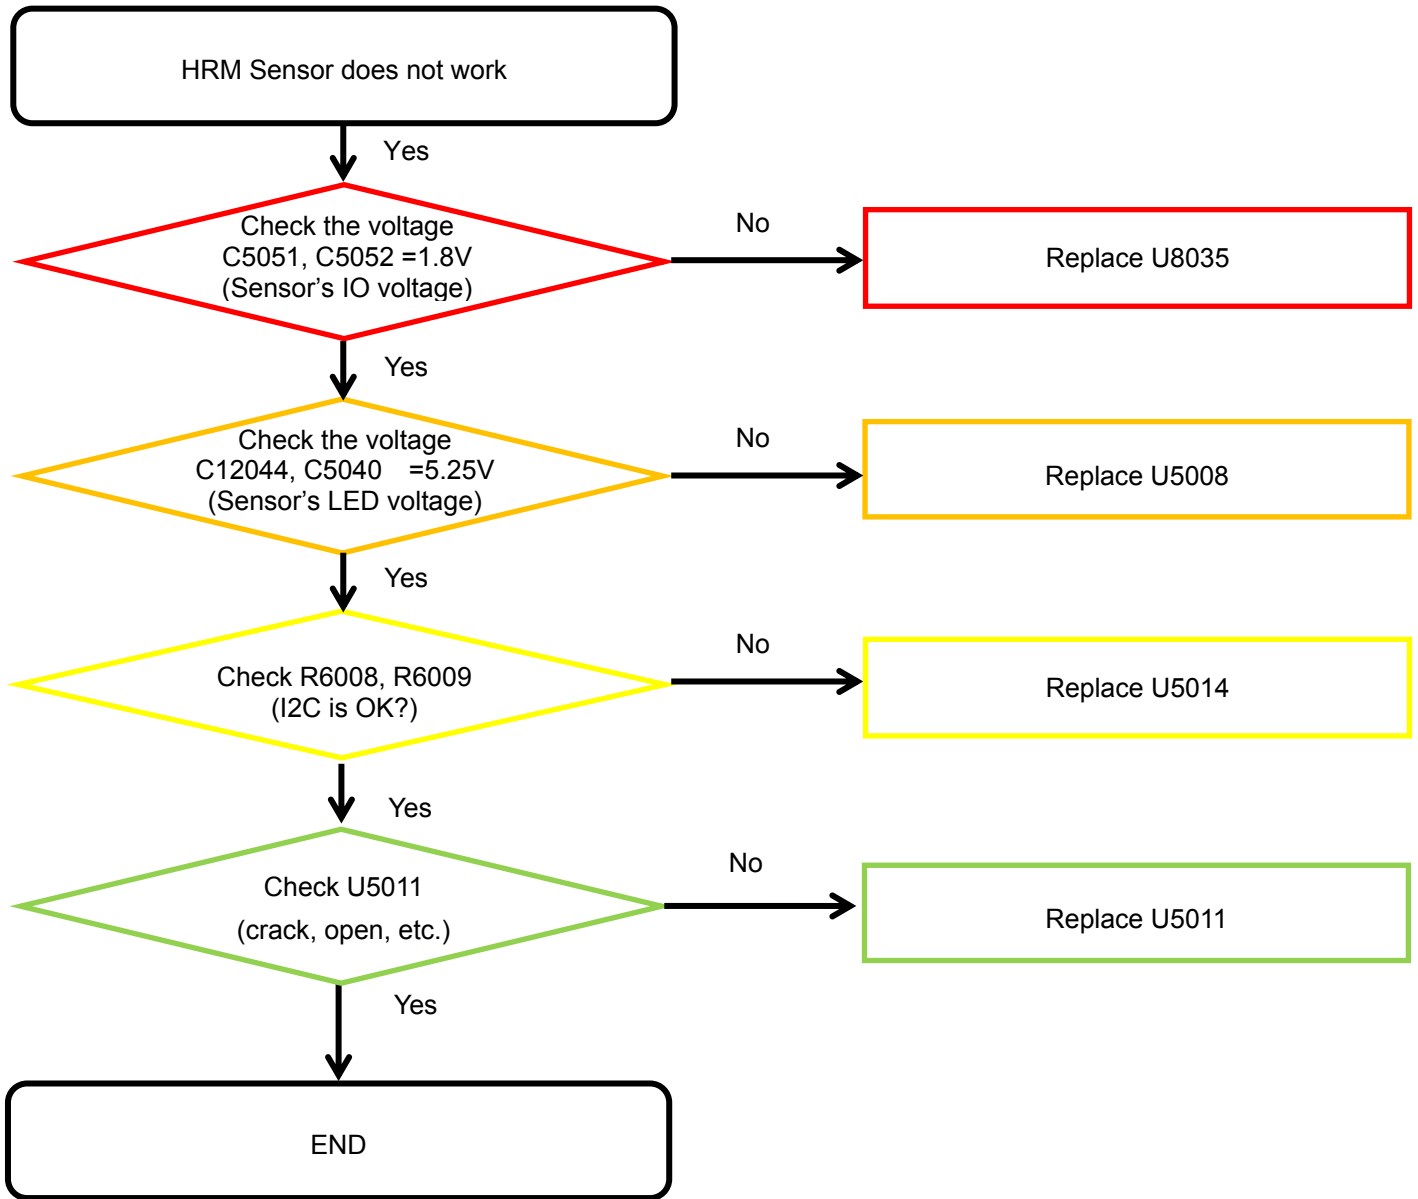 HRM Sensor does not work
Yes
Check the voltage
C5051, C5052 =1.8V
(Sensor's IO voltage)
No
Replace U8035
Yes
Check the voltage
C12044, C5040 =5.25V
(Sensor's LED voltage)
No
Replace U5008
Yes
Check R6008, R6009
(I2C is OK?)
No
Replace U5014
Yes
Check U5011
(crack, open, etc.)
No
Replace U5011
Yes
END